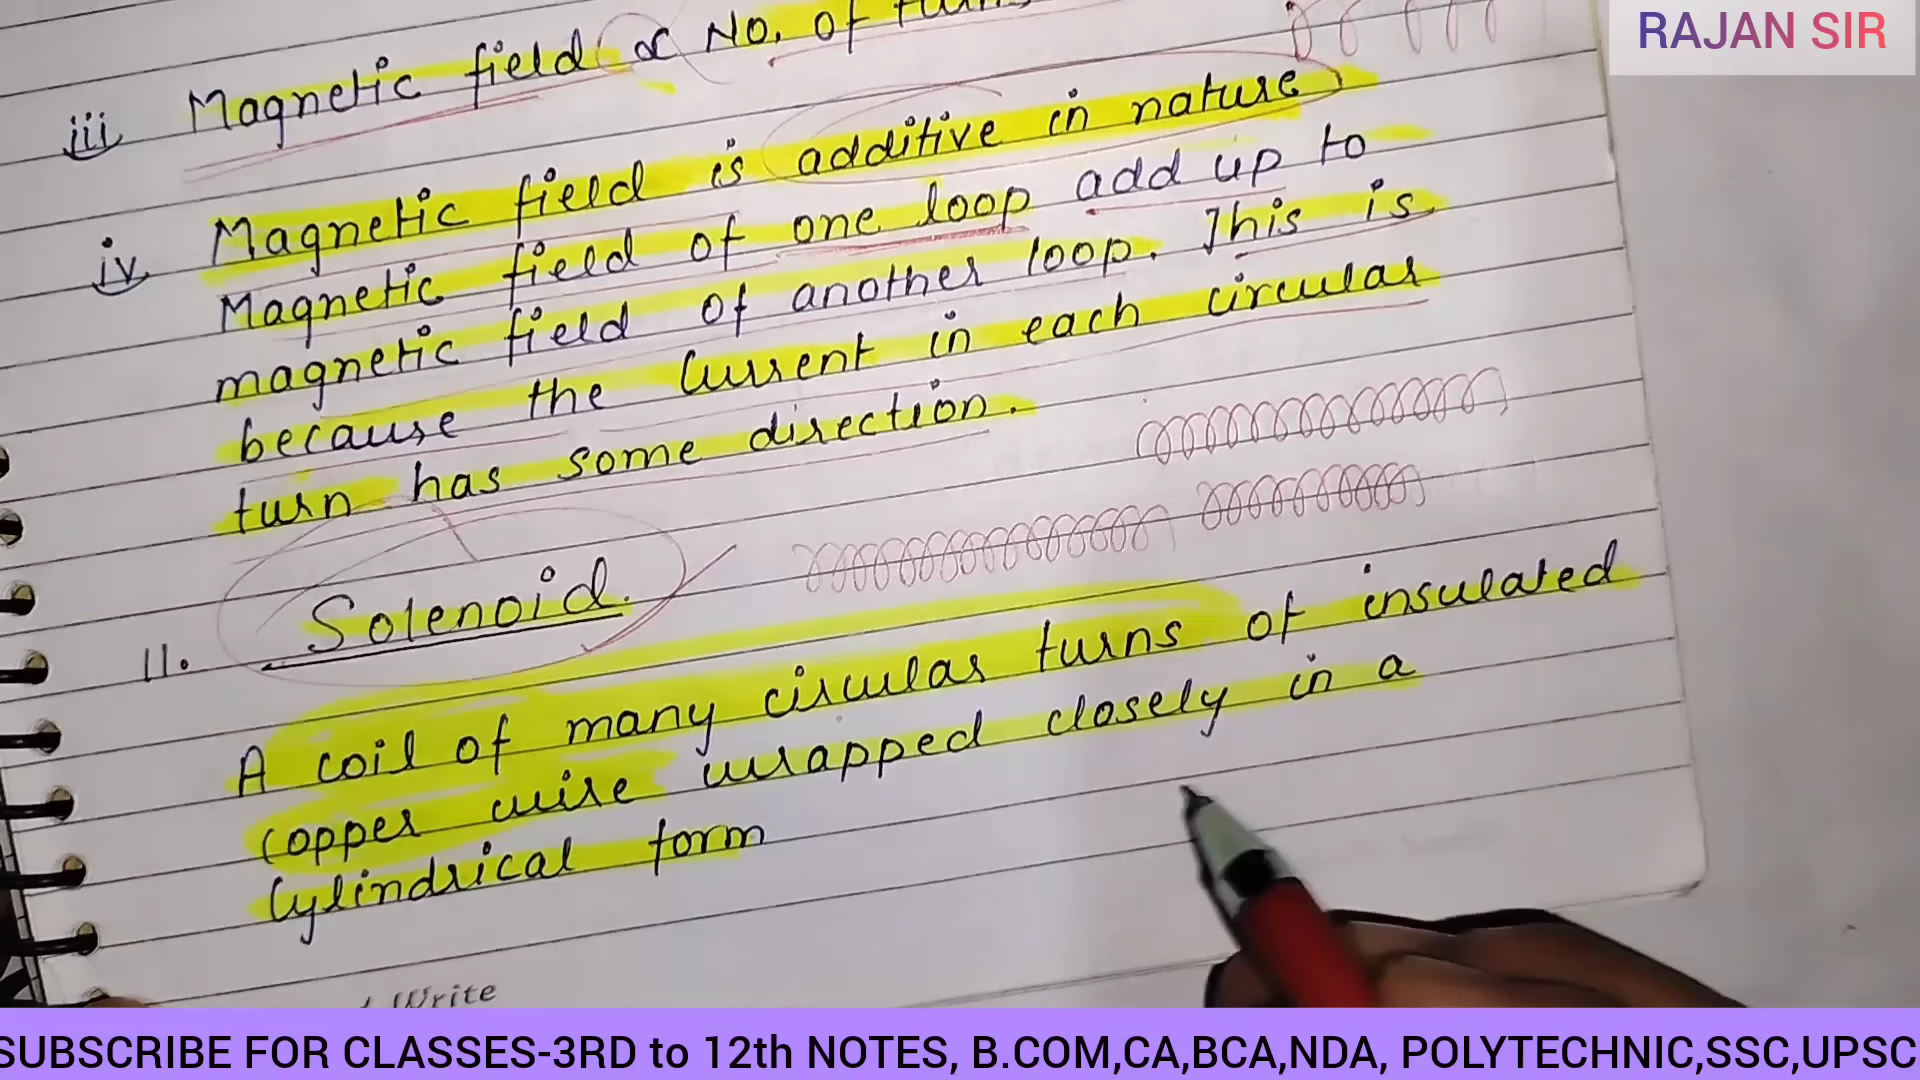 RAJAN SIR
iii Magnetic field ∝ No. of turns
iv Magnetic field is additive in nature
Magnetic field of one loop add up to
magnetic field of another loop. This is
because the current in each circular
turn has some direction.
11. Solenoid.
A coil of many circular turns of insulated
copper wire wrapped closely in a
Cylindrical form
Write
SUBSCRIBE FOR CLASSES-3RD to 12th NOTES, B.COM,CA,BCA,NDA, POLYTECHNIC,SSC,UPSC